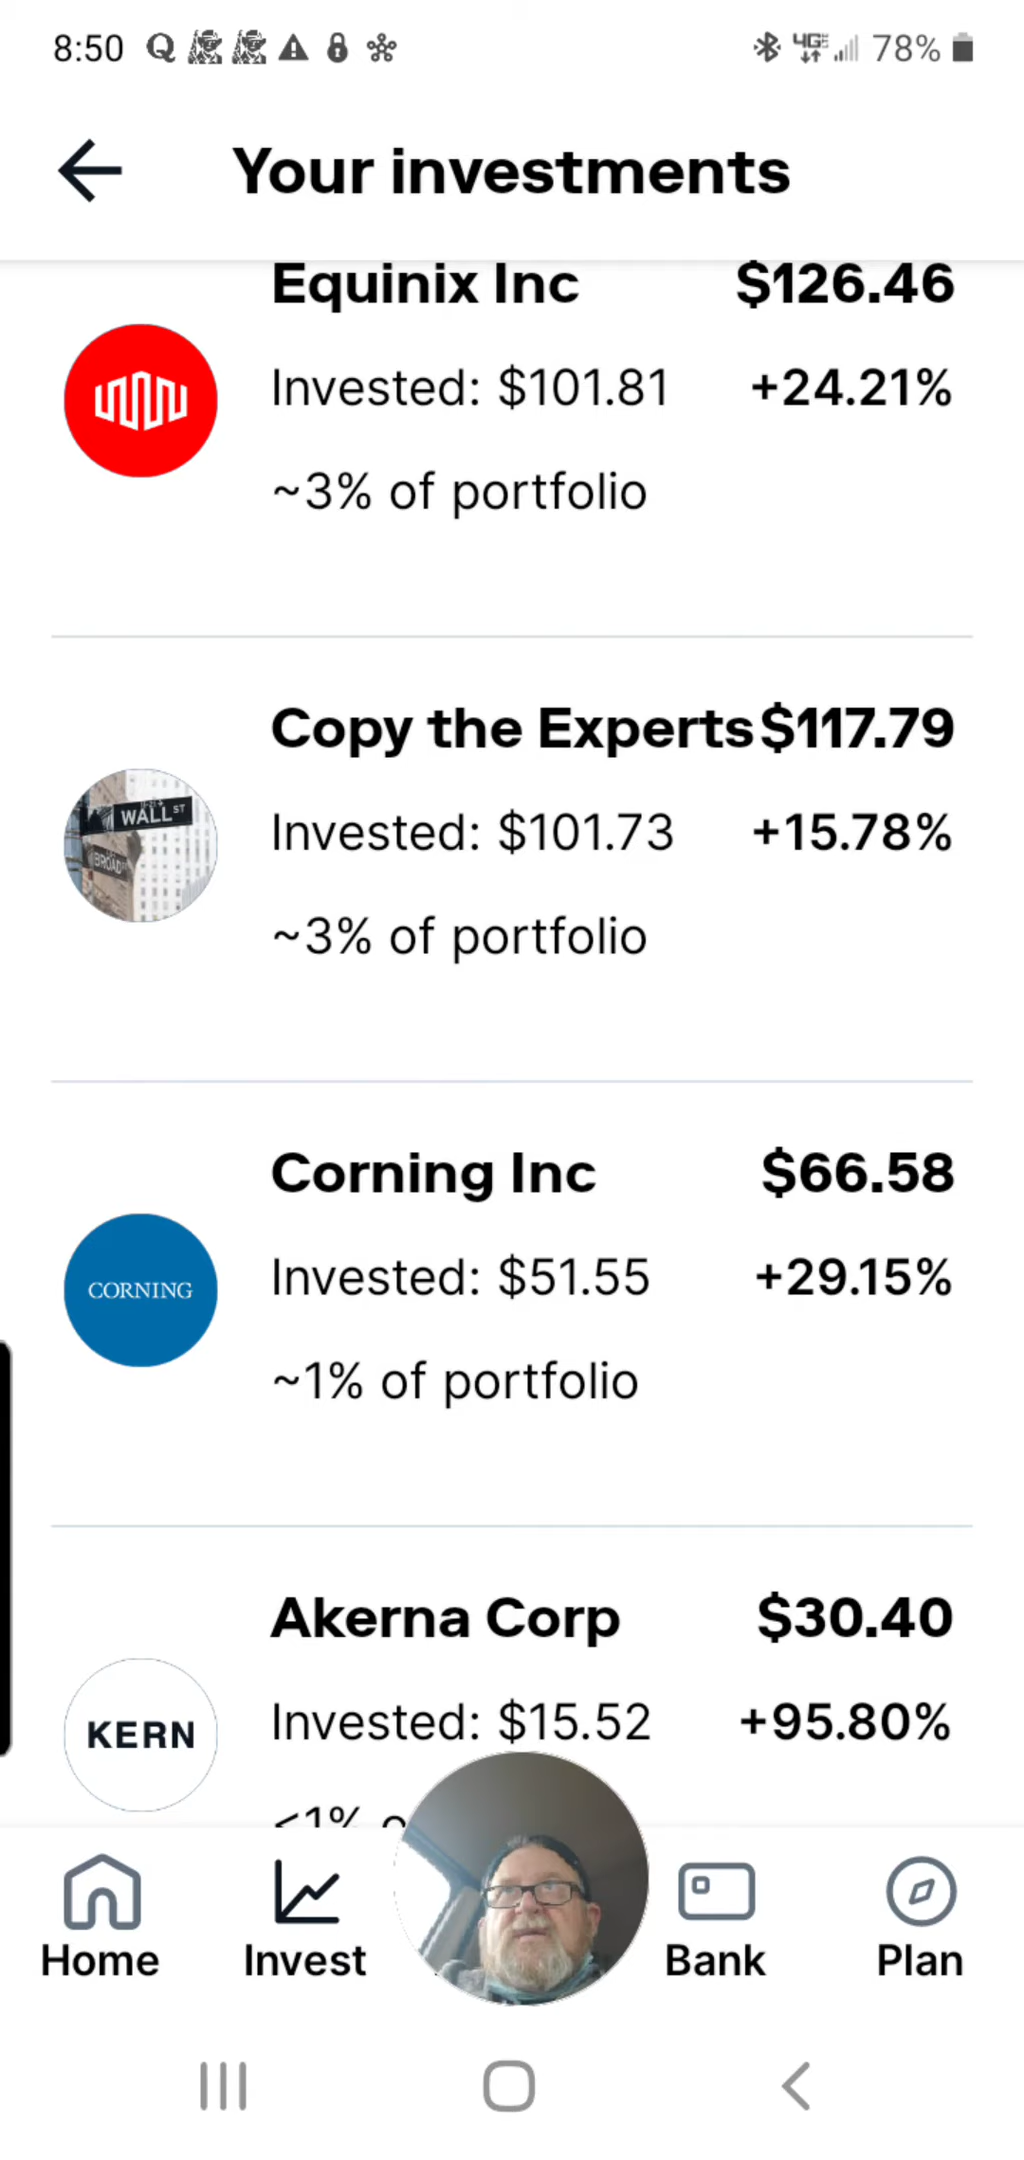 8:50
78%
Your investments
Equinix Inc $126.46
Invested: $101.81 +24.21%
~3% of portfolio
Copy the Experts $117.79
WALL ST
BROAD
Invested: $101.73 +15.78%
~3% of portfolio
Corning Inc $66.58
CORNING
Invested: $51.55 +29.15%
~1% of portfolio
Akerna Corp $30.40
KERN
Invested: $15.52 +95.80%
<1% o
Home Invest Bank Plan